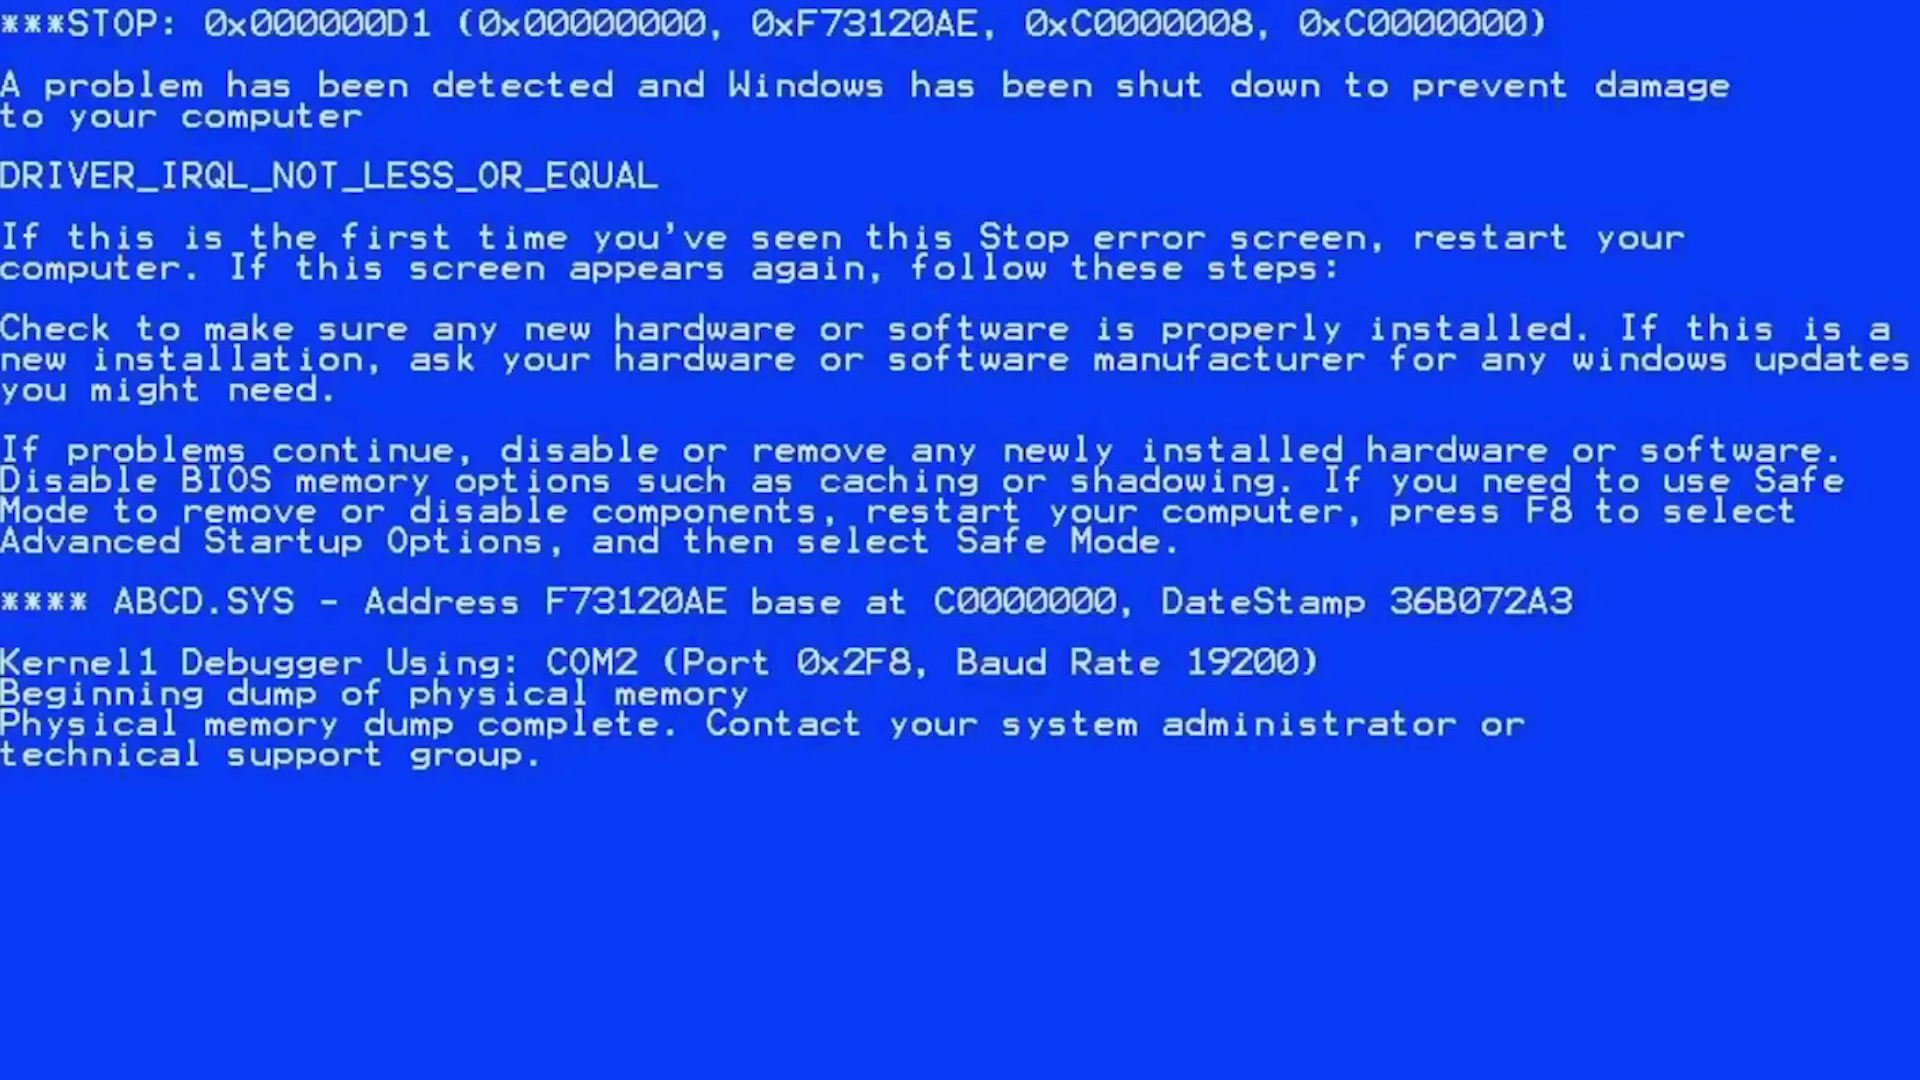 ***STOP: 0x000000D1 (0x00000000, 0xF73120AE, 0xC0000008, 0xC0000000)
A problem has been detected and Windows has been shut down to prevent damage
to your computer
DRIVER_IRQL_NOT_LESS_OR_EQUAL
If this is the first time you've seen this Stop error screen, restart your
computer. If this screen appears again, follow these steps:
Check to make sure any new hardware or software is properly installed. If this is a
new installation, ask your hardware or software manufacturer for any windows updates
you might need.
If problems continue, disable or remove any newly installed hardware or software.
Disable BIOS memory options such as caching or shadowing. If you need to use Safe
Mode to remove or disable components, restart your computer, press F8 to select
Advanced Startup Options, and then select Safe Mode.
**** ABCD.SYS - Address F73120AE base at C0000000, DateStamp 36B072A3
Kernel1 Debugger Using: COM2 (Port 0x2F8, Baud Rate 19200)
Beginning dump of physical memory
Physical memory dump complete. Contact your system administrator or
technical support group.